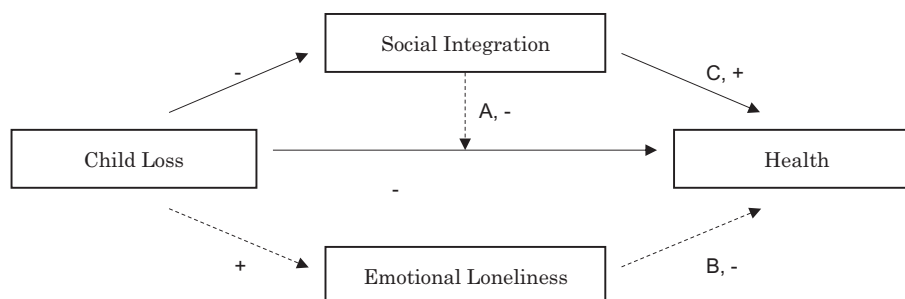 Social Integration
-
C, +
A, -
Child Loss
Health
-
+
Emotional Loneliness
B, -